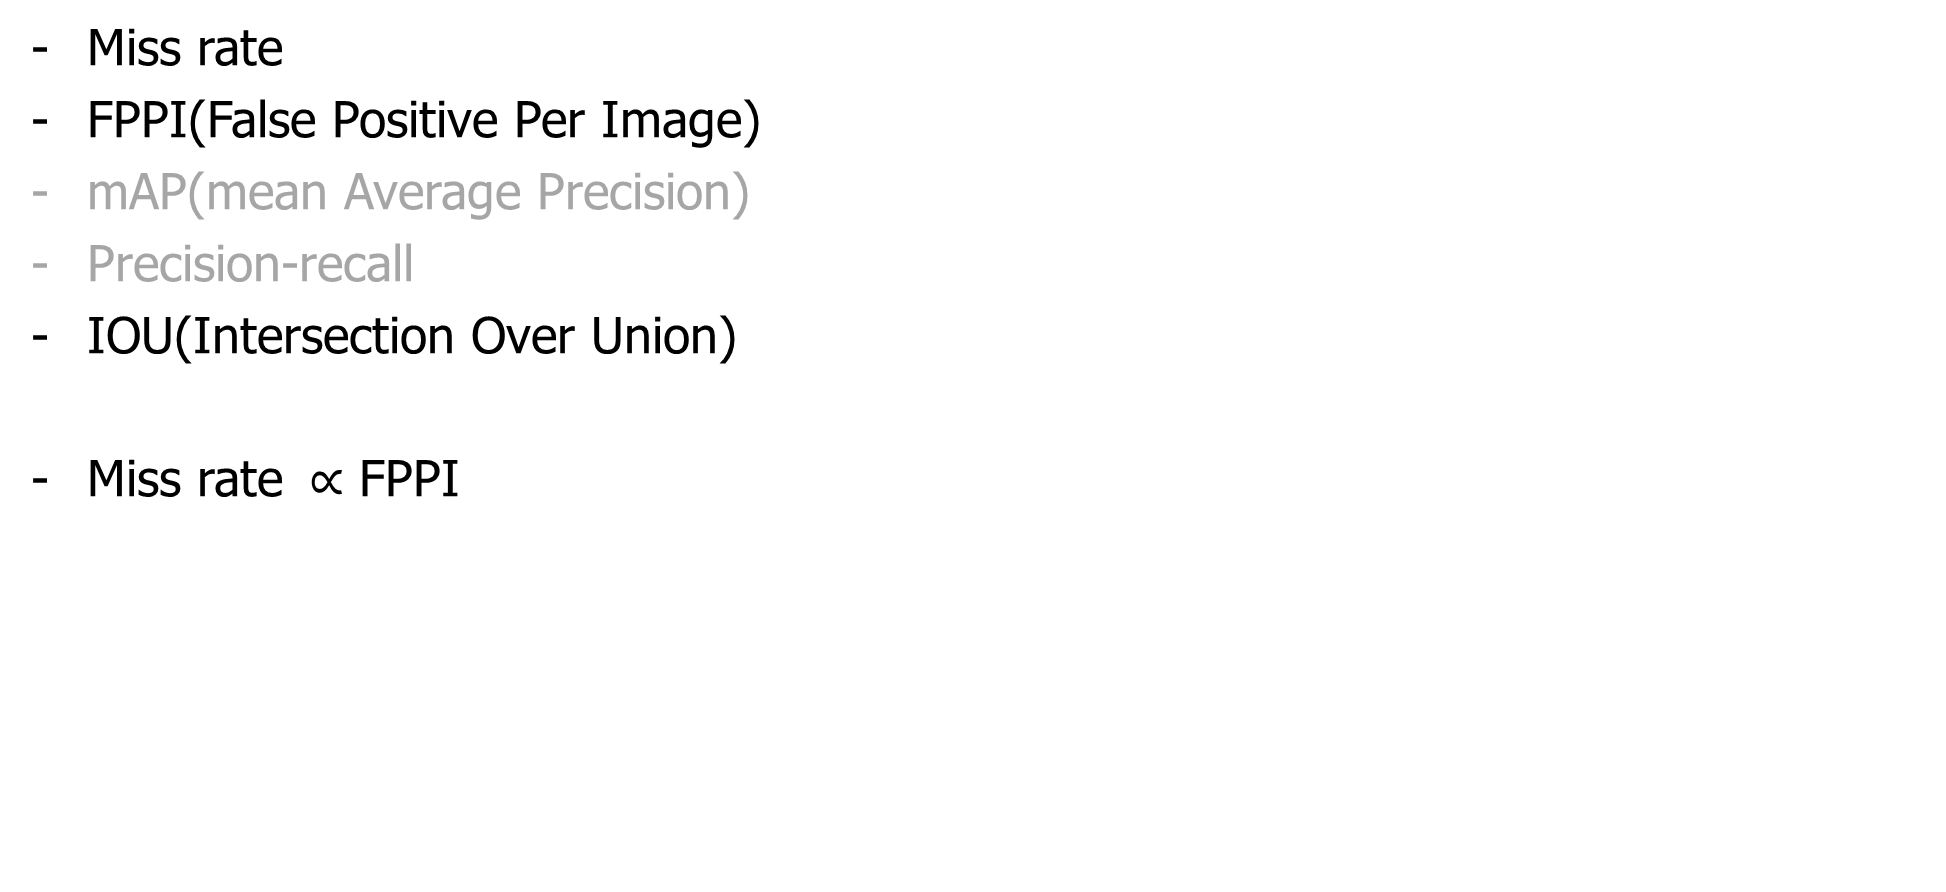 - Miss rate
- FPPI(False Positive Per Image)
- mAP(mean Average Precision)
- Precision-recall
- IOU(Intersection Over Union)
- Miss rate ∝ FPPI